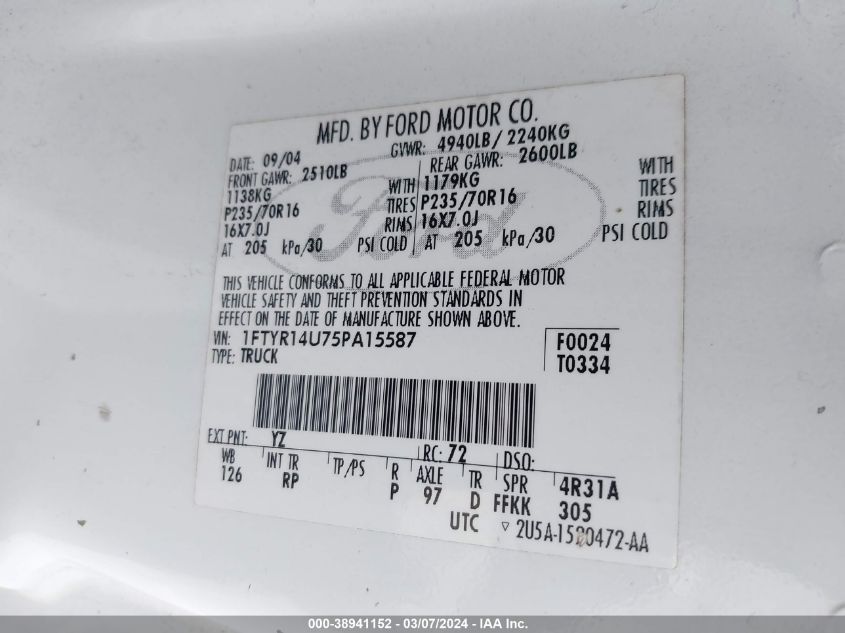 MFD. BY FORD MOTOR CO.
DATE: 09/04 GVWR: 4940LB/ 2240KG
FRONT GAWR: 2510LB REAR GAWR: 2600LB
1138KG WITH 1179KG WITH
P235/70R16 TIRES P235/70R16 TIRES
16X7.0J RIMS 16X7.0J RIMS
AT 205 kPa/30 PSI COLD AT 205 kPa/30 PSI COLD
Ford
THIS VEHICLE CONFORMS TO ALL APPLICABLE FEDERAL MOTOR
VEHICLE SAFETY AND THEFT PREVENTION STANDARDS IN
EFFECT ON THE DATE OF MANUFACTURE SHOWN ABOVE.
VIN: 1FTYR14U75PA15587 F0024
TYPE: TRUCK T0334
EXT PNT: YZ RC: 72 DSO:
WB INT TR TP/PS R AXLE TR SPR 4R31A
126 RP P 97 D FFKK 305
UTC ▽ 2U5A-1520472-AA
000-38941152 - 03/07/2024 - IAA Inc.